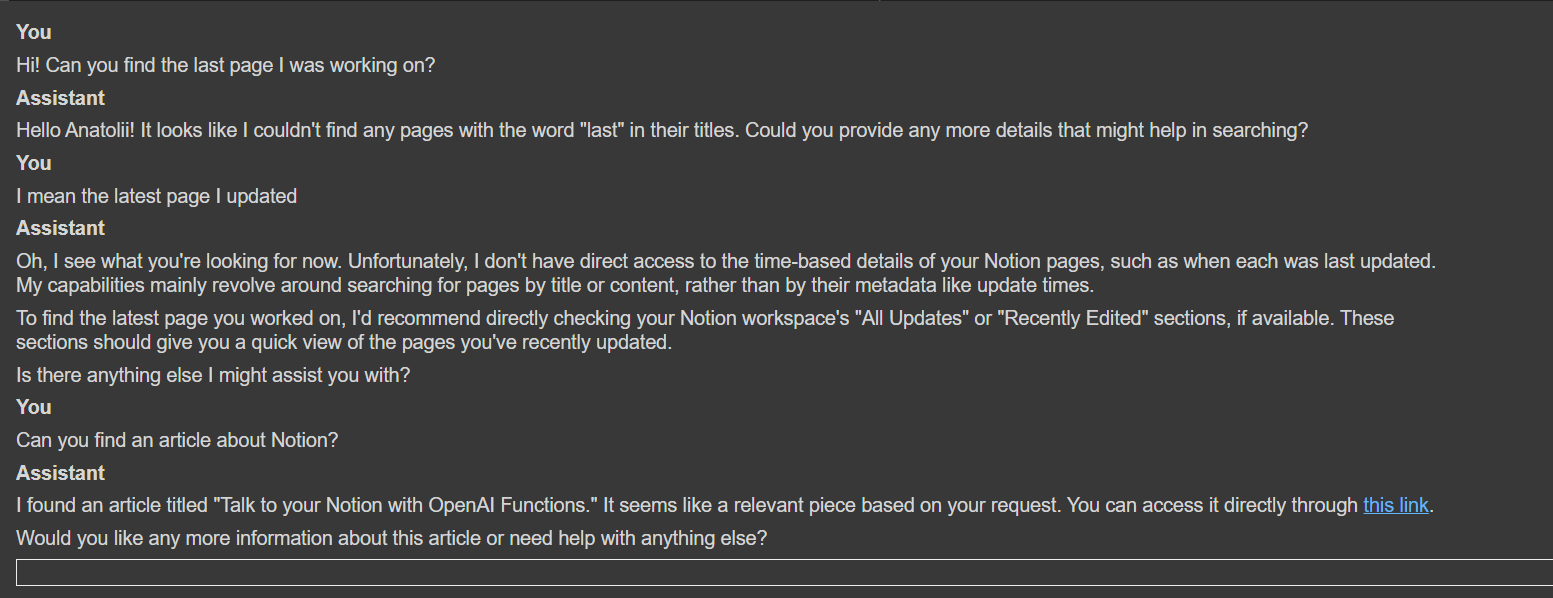 You
Hi! Can you find the last page I was working on?
Assistant
Hello Anatolii! It looks like I couldn't find any pages with the word "last" in their titles. Could you provide any more details that might help in searching?
You
I mean the latest page I updated
Assistant
Oh, I see what you're looking for now. Unfortunately, I don't have direct access to the time-based details of your Notion pages, such as when each was last updated.
My capabilities mainly revolve around searching for pages by title or content, rather than by their metadata like update times.
To find the latest page you worked on, I'd recommend directly checking your Notion workspace's "All Updates" or "Recently Edited" sections, if available. These
sections should give you a quick view of the pages you've recently updated.
Is there anything else I might assist you with?
You
Can you find an article about Notion?
Assistant
I found an article titled "Talk to your Notion with OpenAI Functions." It seems like a relevant piece based on your request. You can access it directly through this link.
Would you like any more information about this article or need help with anything else?